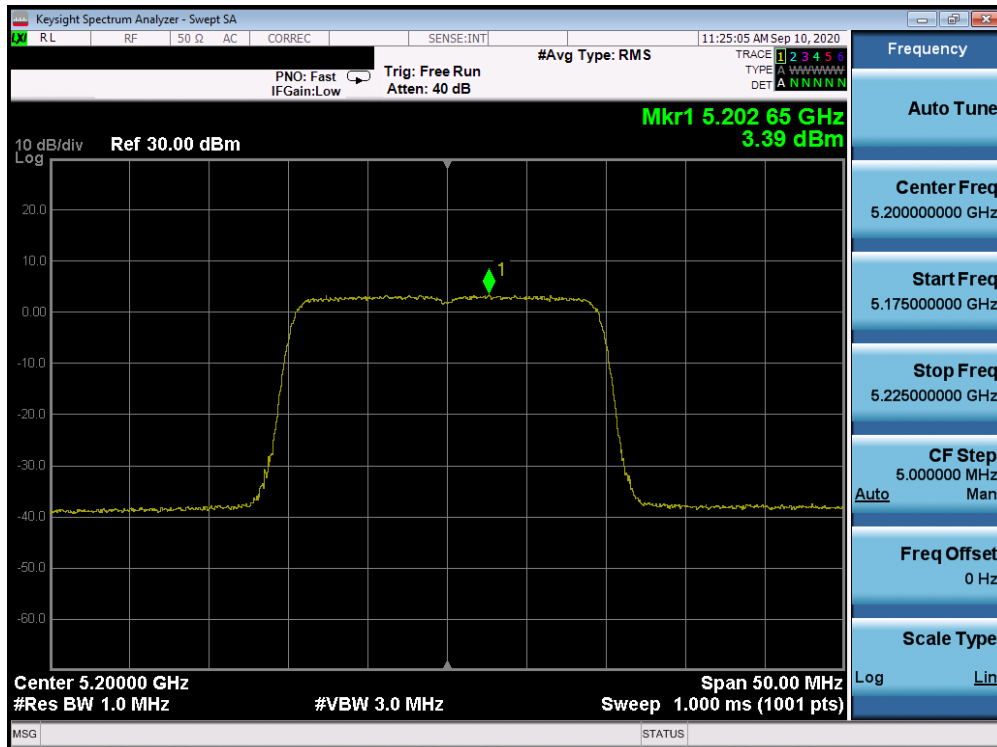 Keysight Spectrum Analyzer - Swept SA
LXI RL RF 50 Ω AC CORREC SENSE:INT 11:25:05 AM Sep 10, 2020
#Avg Type: RMS TRACE 1 2 3 4 5 6
PNO: Fast Trig: Free Run TYPE A WWWWW
IFGain:Low Atten: 40 dB DET A N N N N N
Mkr1 5.202 65 GHz
3.39 dBm
10 dB/div Ref 30.00 dBm
Log
20.0
10.0
1
0.00
-10.0
-20.0
-30.0
-40.0
-50.0
-60.0
Center 5.20000 GHz Span 50.00 MHz
#Res BW 1.0 MHz #VBW 3.0 MHz Sweep 1.000 ms (1001 pts)
MSG STATUS
Frequency
Auto Tune
Center Freq
5.200000000 GHz
Start Freq
5.175000000 GHz
Stop Freq
5.225000000 GHz
CF Step
5.000000 MHz
Auto Man
Freq Offset
0 Hz
Scale Type
Log Lin